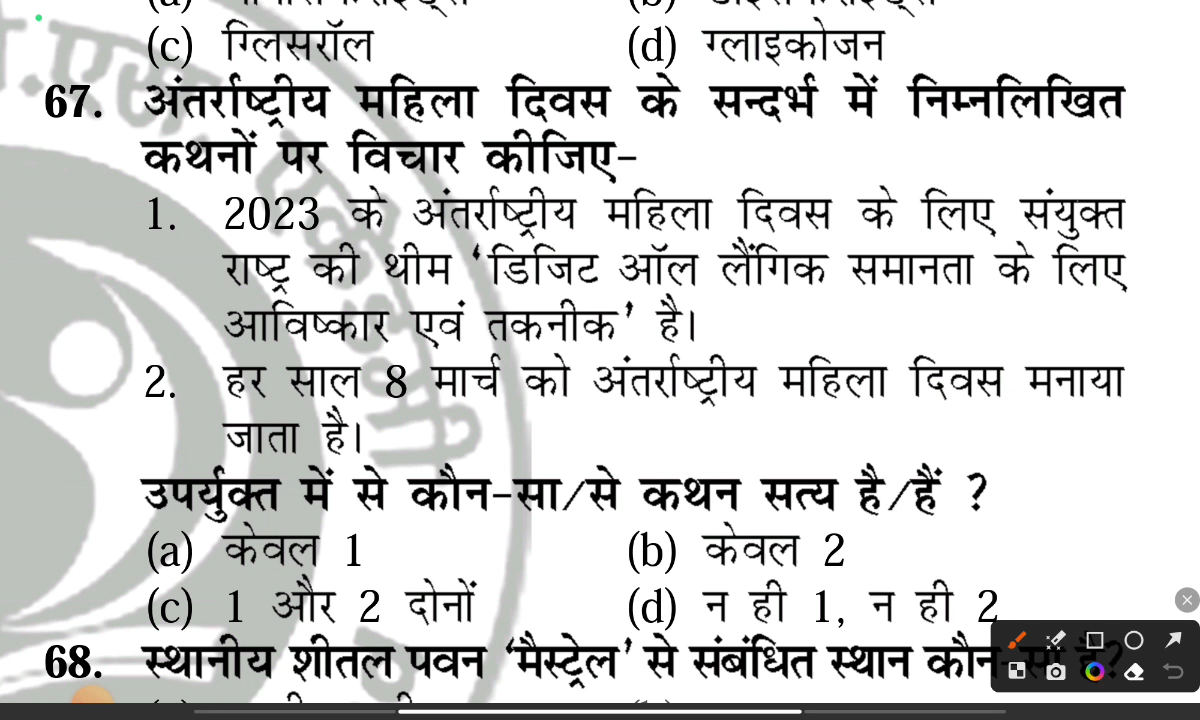 (c) ग्लिसरॉल (d) ग्लाइकोजन
67. अंतर्राष्ट्रीय महिला दिवस के सन्दर्भ में निम्नलिखित
कथनों पर विचार कीजिए-
1. 2023 के अंतर्राष्ट्रीय महिला दिवस के लिए संयुक्त
राष्ट्र की थीम ‘डिजिट ऑल लैंगिक समानता के लिए
आविष्कार एवं तकनीक’ है।
2. हर साल 8 मार्च को अंतर्राष्ट्रीय महिला दिवस मनाया
जाता है।
उपर्युक्त में से कौन-सा/से कथन सत्य है/हैं ?
(a) केवल 1 (b) केवल 2
(c) 1 और 2 दोनों (d) न ही 1, न ही 2
68. स्थानीय शीतल पवन ‘मैस्ट्रेल’ से संबंधित स्थान कौन-सा है?